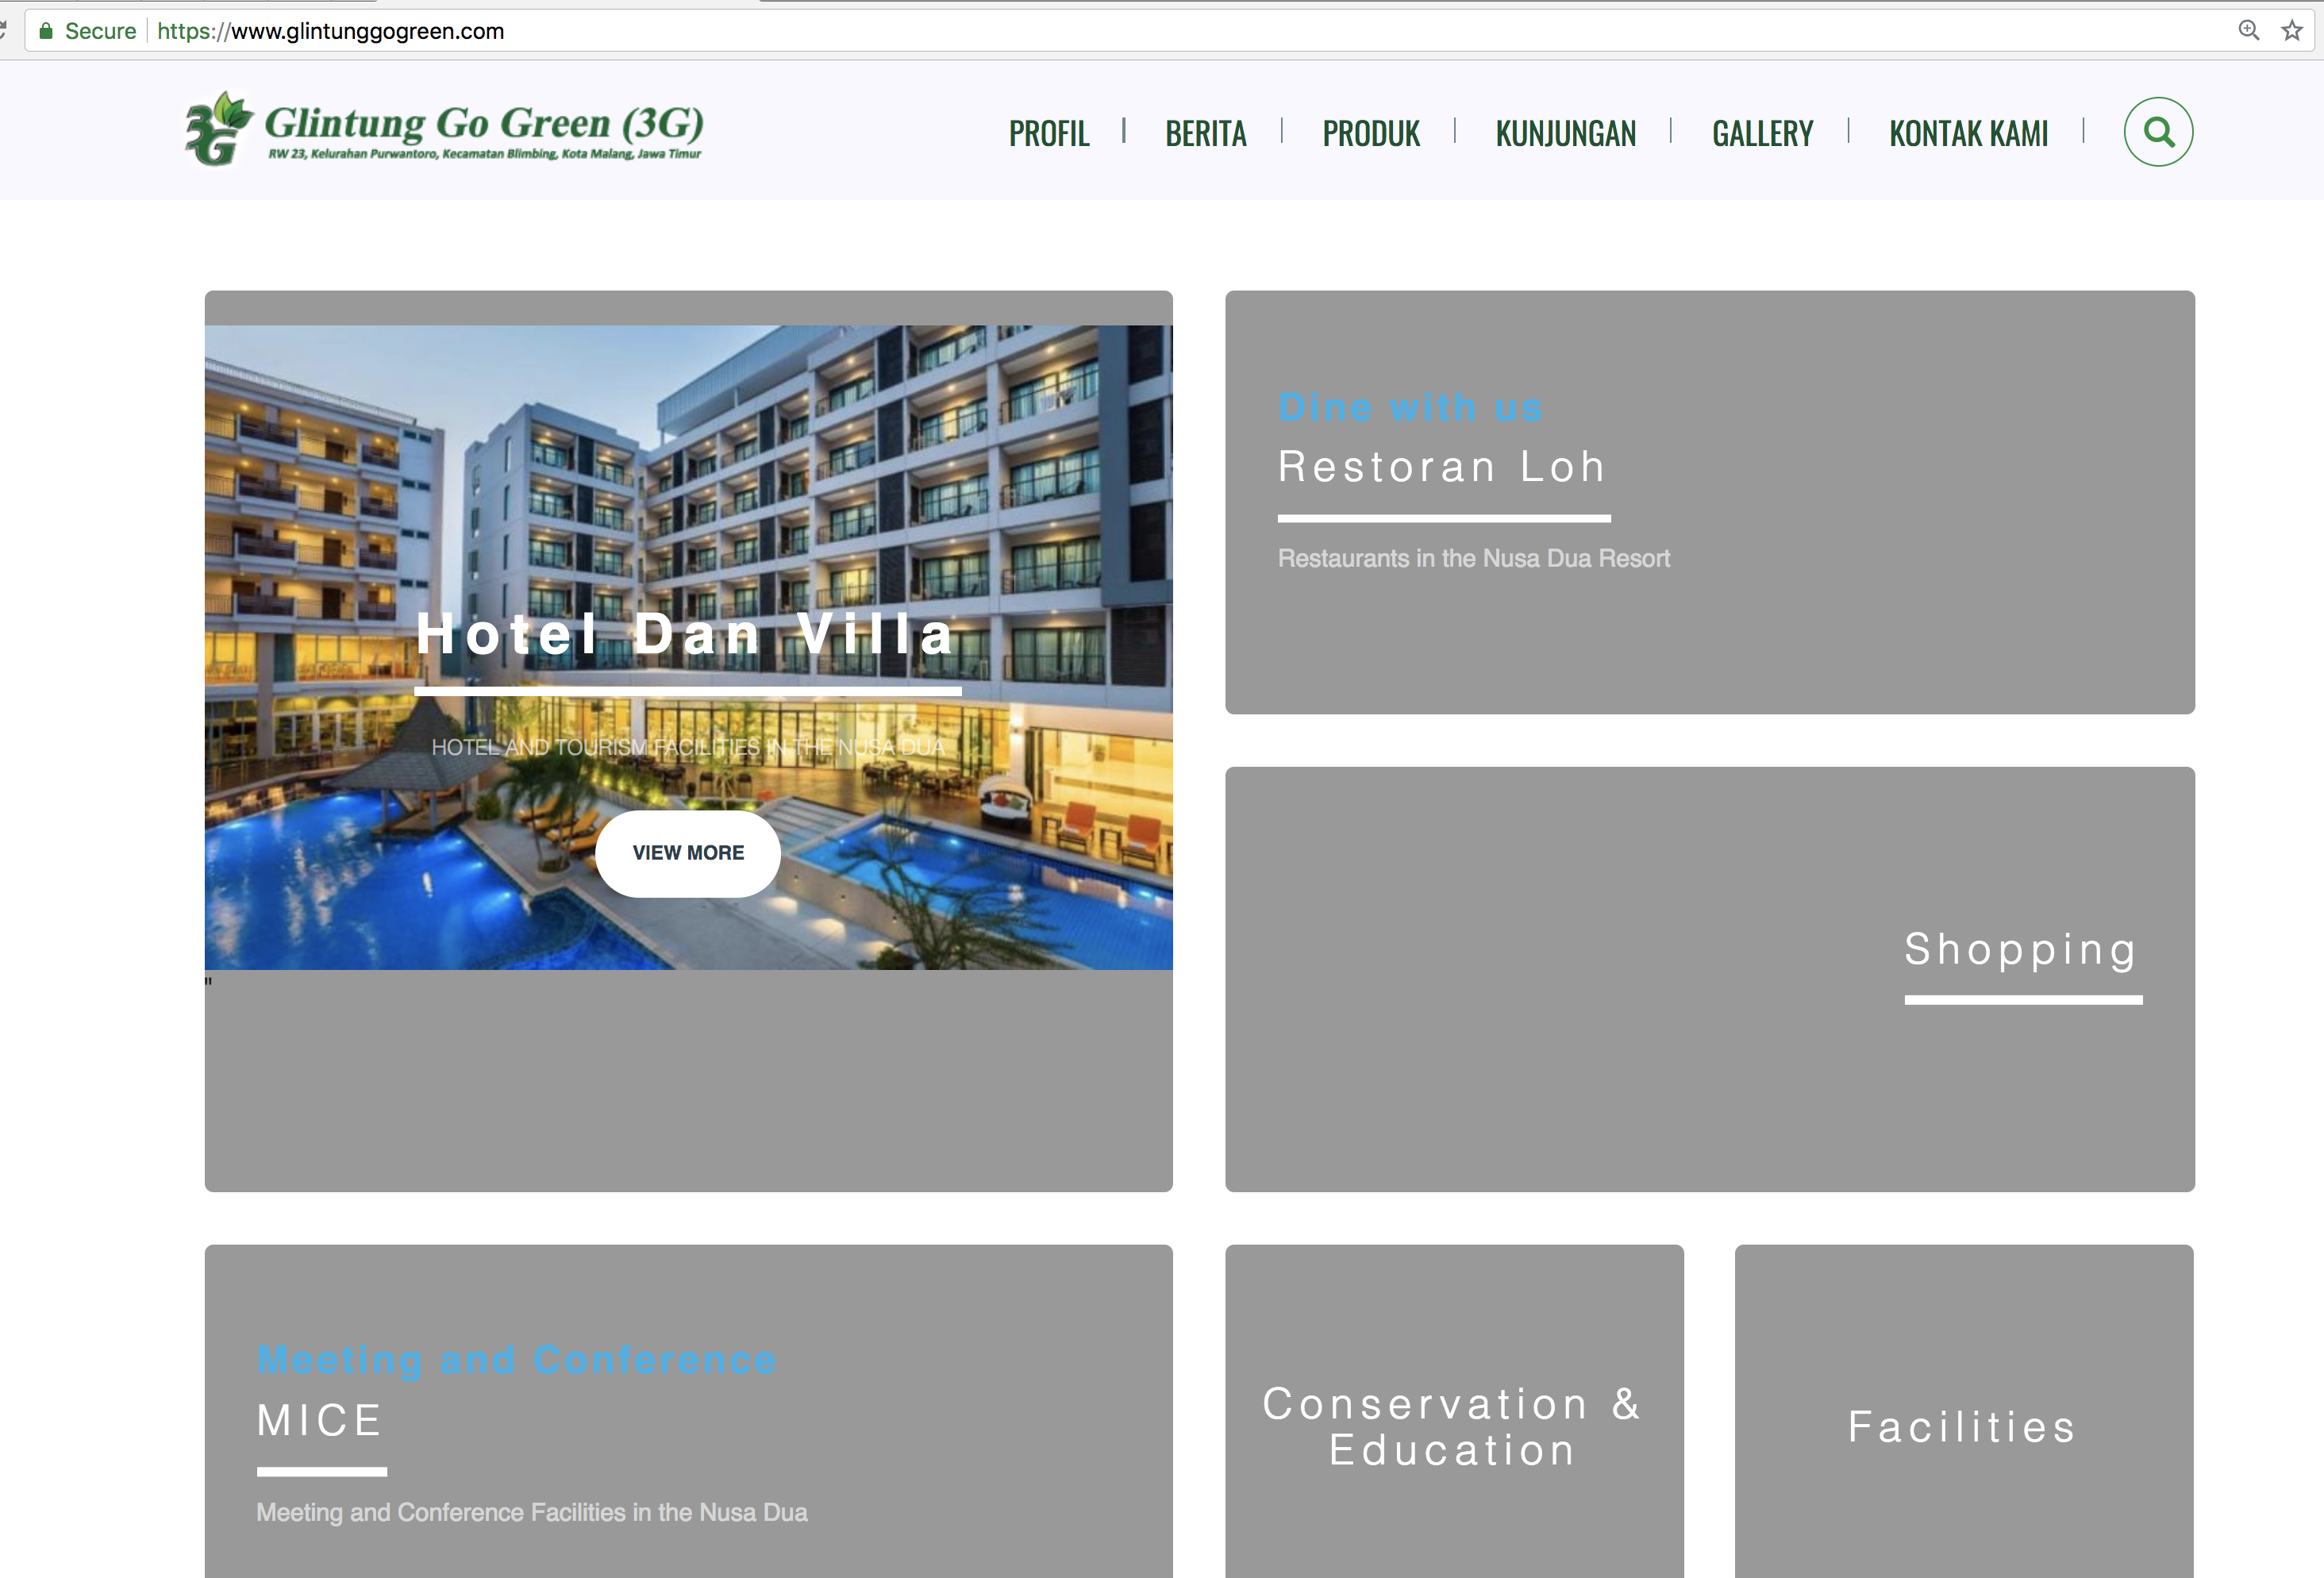 Secure https://www.glintunggogreen.com
3G Glintung Go Green (3G)
RW 23, Kelurahan Purwantoro, Kecamatan Blimbing, Kota Malang, Jawa Timur
PROFIL | BERITA | PRODUK | KUNJUNGAN | GALLERY | KONTAK KAMI |
Hotel Dan Villa
HOTEL AND TOURISM FACILITIES IN THE NUSA DUA
VIEW MORE
"
Dine with us
Restoran Loh
Restaurants in the Nusa Dua Resort
Shopping
Meeting and Conference
MICE
Meeting and Conference Facilities in the Nusa Dua
Conservation &
Education
Facilities